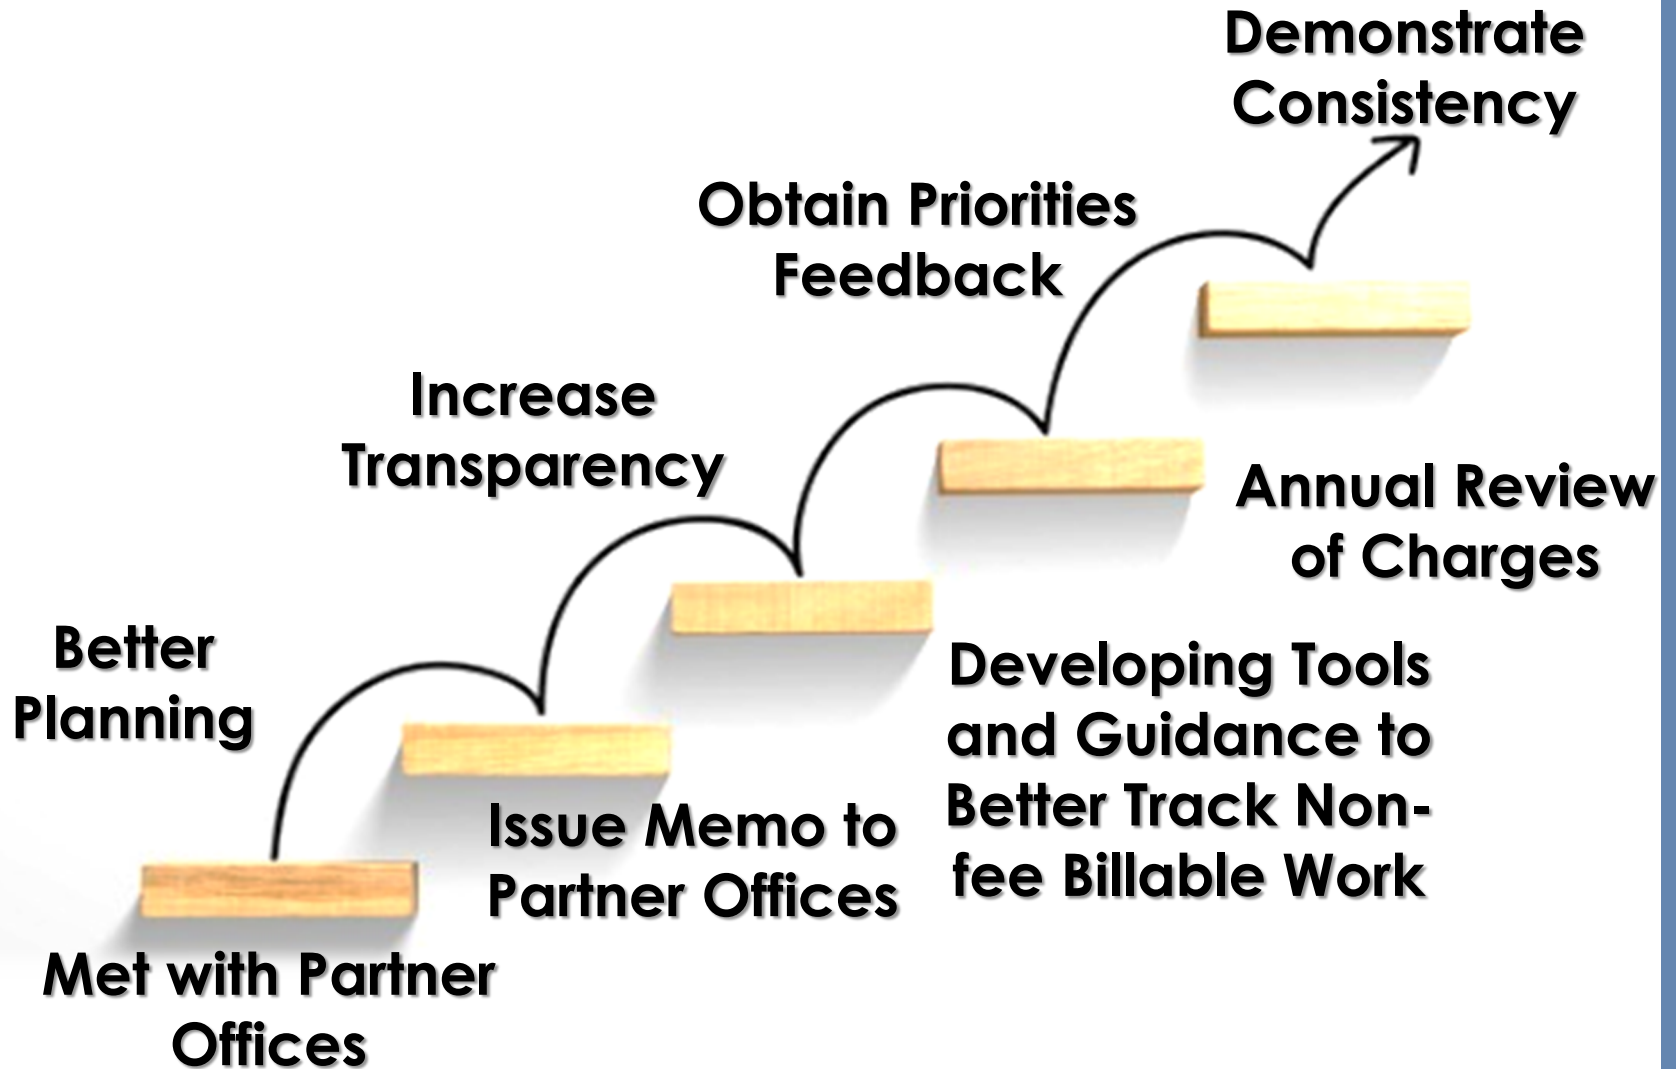 Demonstrate
Consistency
Obtain Priorities
Feedback
Increase
Transparency
Annual Review
of Charges
Better
Planning
Developing Tools
and Guidance to
Better Track Non-
fee Billable Work
Issue Memo to
Partner Offices
Met with Partner
Offices